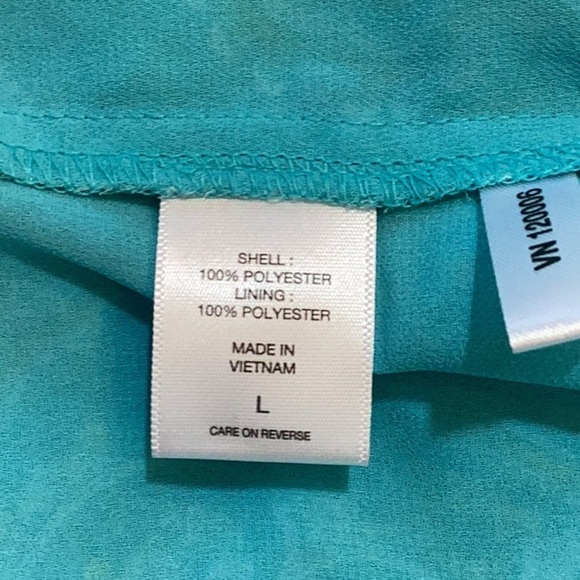 SHELL :
100% POLYESTER
LINING :
100% POLYESTER
MADE IN
VIETNAM
L
CARE ON REVERSE
VN 120006